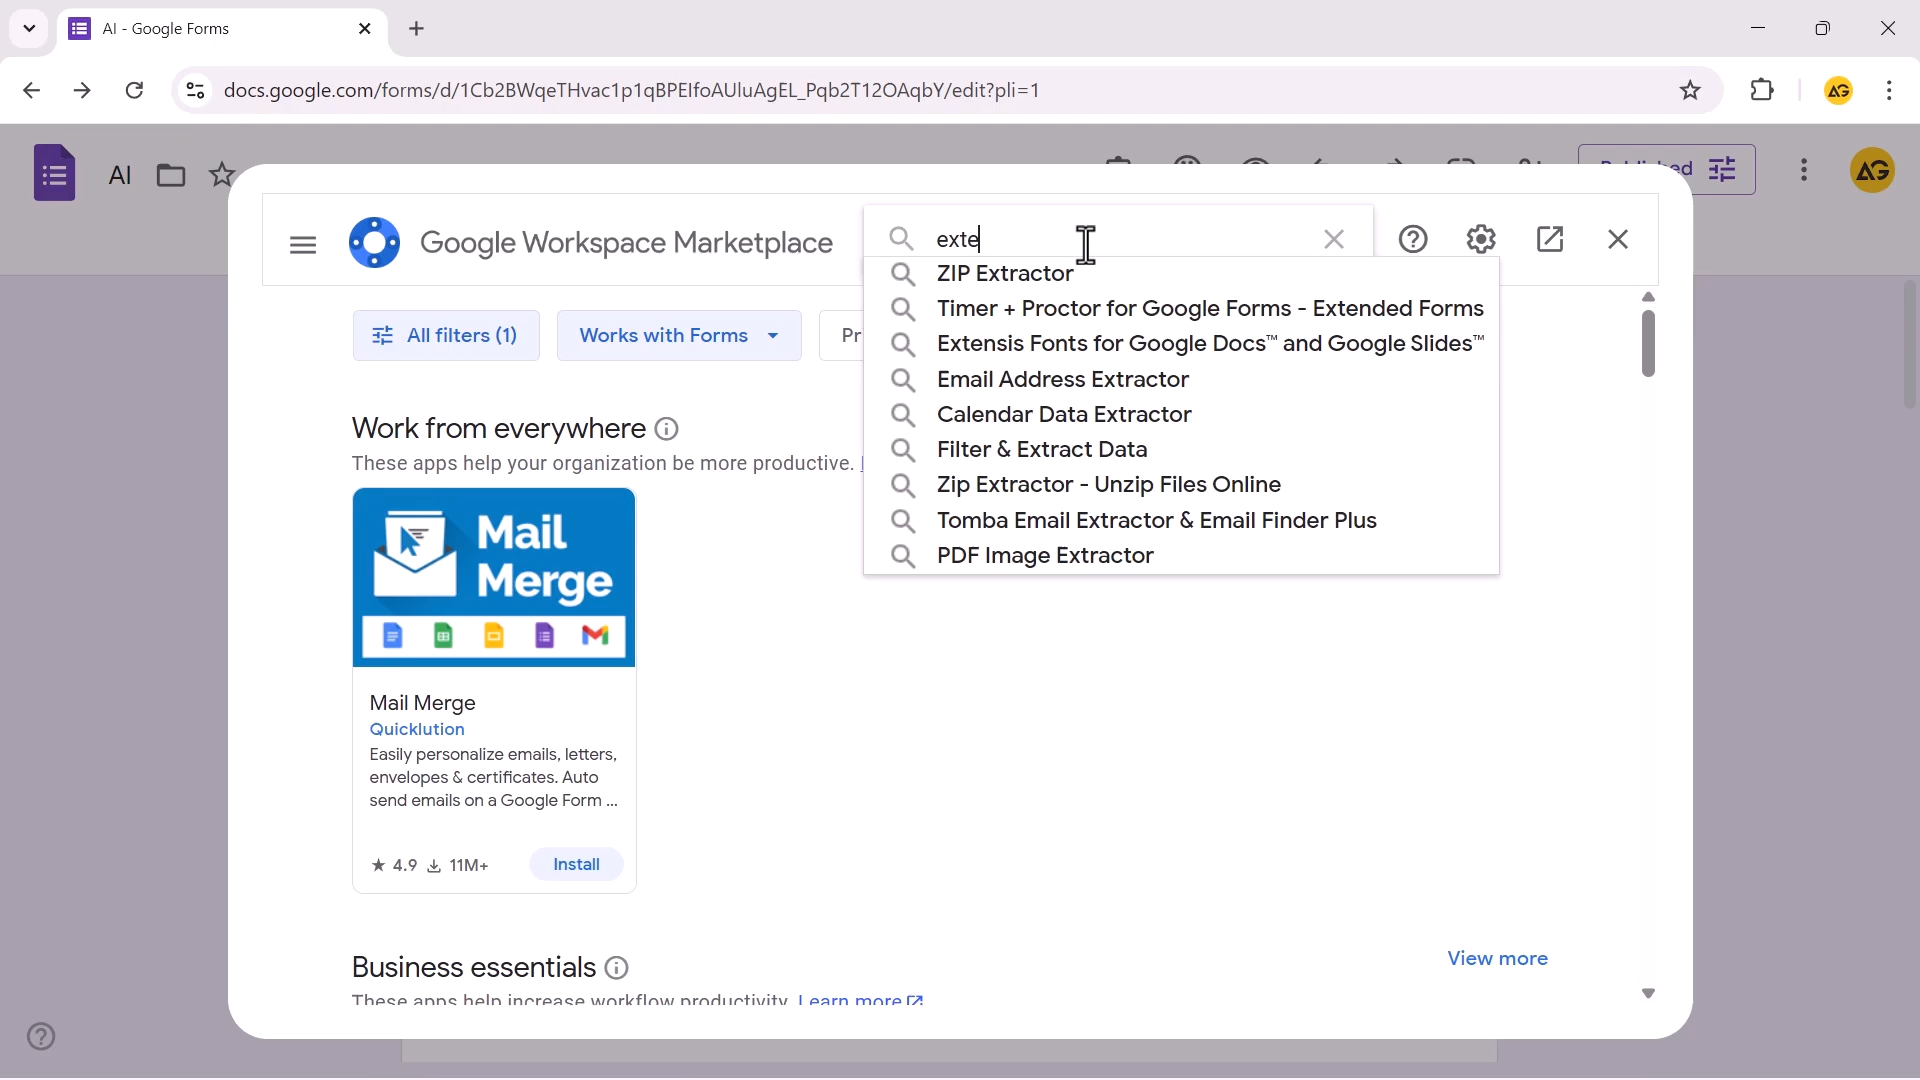 AI - Google Forms
docs.google.com/forms/d/1Cb2BWqeTHvac1p1qBPEIfoAUluAgEL_Pqb2T12OAqbY/edit?pli=1
AG
AI
Published
AG
Google Workspace Marketplace
exte
ZIP Extractor
Timer + Proctor for Google Forms - Extended Forms
Extensis Fonts for Google Docs™ and Google Slides™
Email Address Extractor
Calendar Data Extractor
Filter & Extract Data
Zip Extractor - Unzip Files Online
Tomba Email Extractor & Email Finder Plus
PDF Image Extractor
All filters (1)
Works with Forms
Pr
Work from everywhere
These apps help your organization be more productive.
Mail
Merge
Mail Merge
Quicklution
Easily personalize emails, letters,
envelopes & certificates. Auto
send emails on a Google Form ...
4.9
11M+
Install
Business essentials
View more
These apps help increase workflow productivity. Learn more